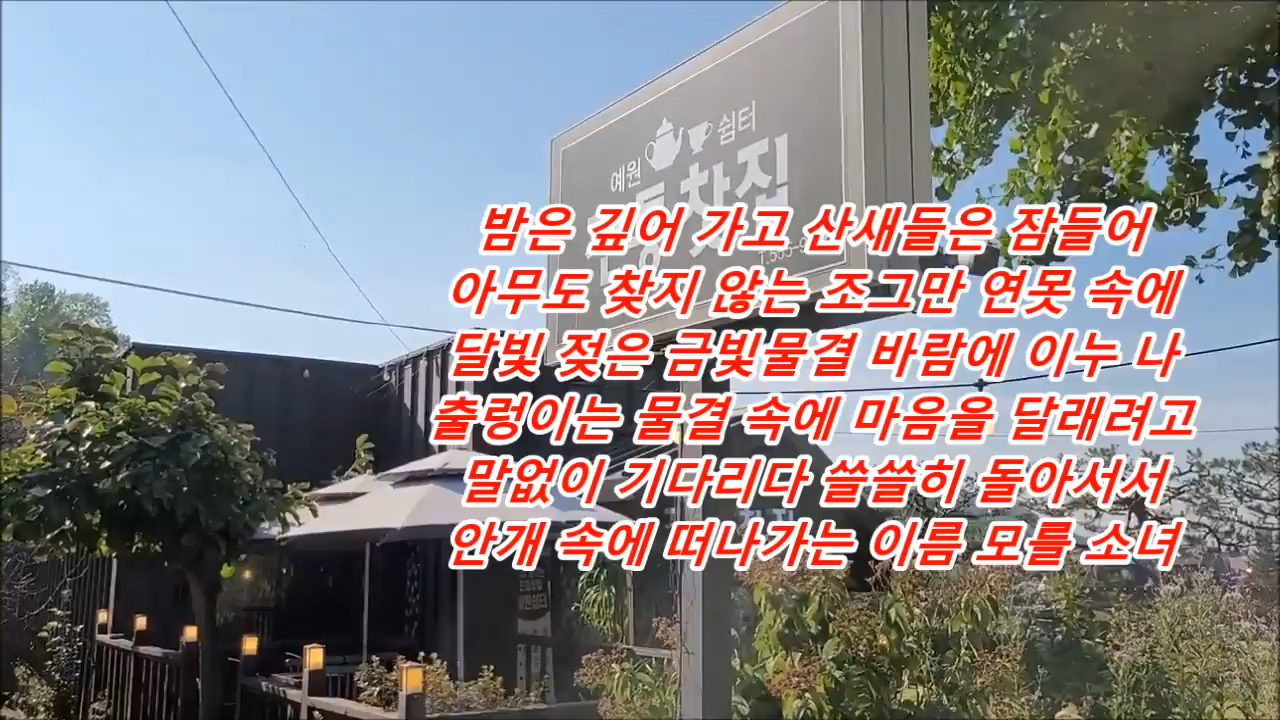 예원 쉼터
통찻집
밤은 깊어 가고 산새들은 잠들어
아무도 찾지 않는 조그만 연못 속에
달빛 젖은 금빛물결 바람에 이누 나
출렁이는 물결 속에 마음을 달래려고
말없이 기다리다 쓸쓸히 돌아서서
안개 속에 떠나가는 이름 모를 소녀